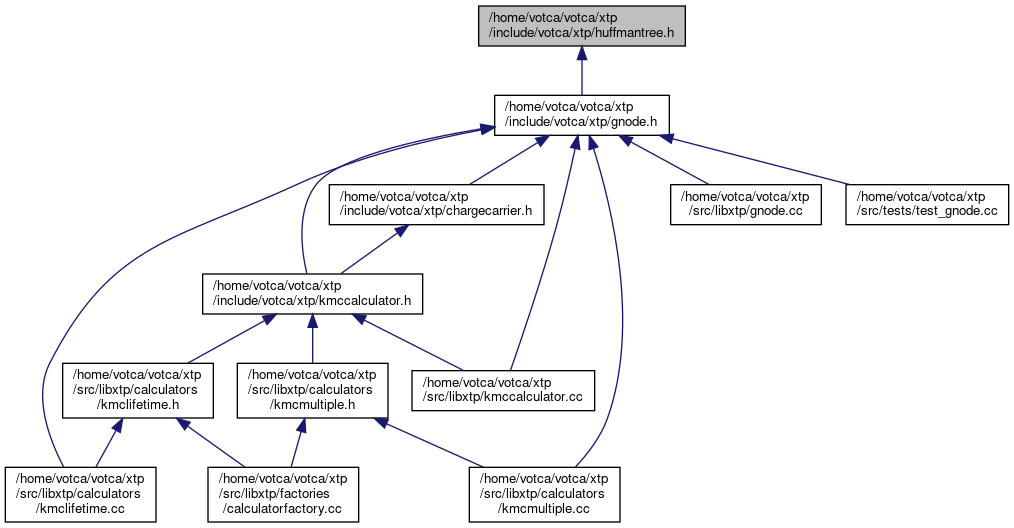 /home/votca/votca/xtp
/include/votca/xtp/huffmantree.h
/home/votca/votca/xtp
/include/votca/xtp/gnode.h
/home/votca/votca/xtp
/include/votca/xtp/chargecarrier.h
/home/votca/votca/xtp
/src/libxtp/gnode.cc
/home/votca/votca/xtp
/src/tests/test_gnode.cc
/home/votca/votca/xtp
/include/votca/xtp/kmccalculator.h
/home/votca/votca/xtp
/src/libxtp/calculators
/kmclifetime.h
/home/votca/votca/xtp
/src/libxtp/calculators
/kmcmultiple.h
/home/votca/votca/xtp
/src/libxtp/kmccalculator.cc
/home/votca/votca/xtp
/src/libxtp/calculators
/kmclifetime.cc
/home/votca/votca/xtp
/src/libxtp/factories
/calculatorfactory.cc
/home/votca/votca/xtp
/src/libxtp/calculators
/kmcmultiple.cc